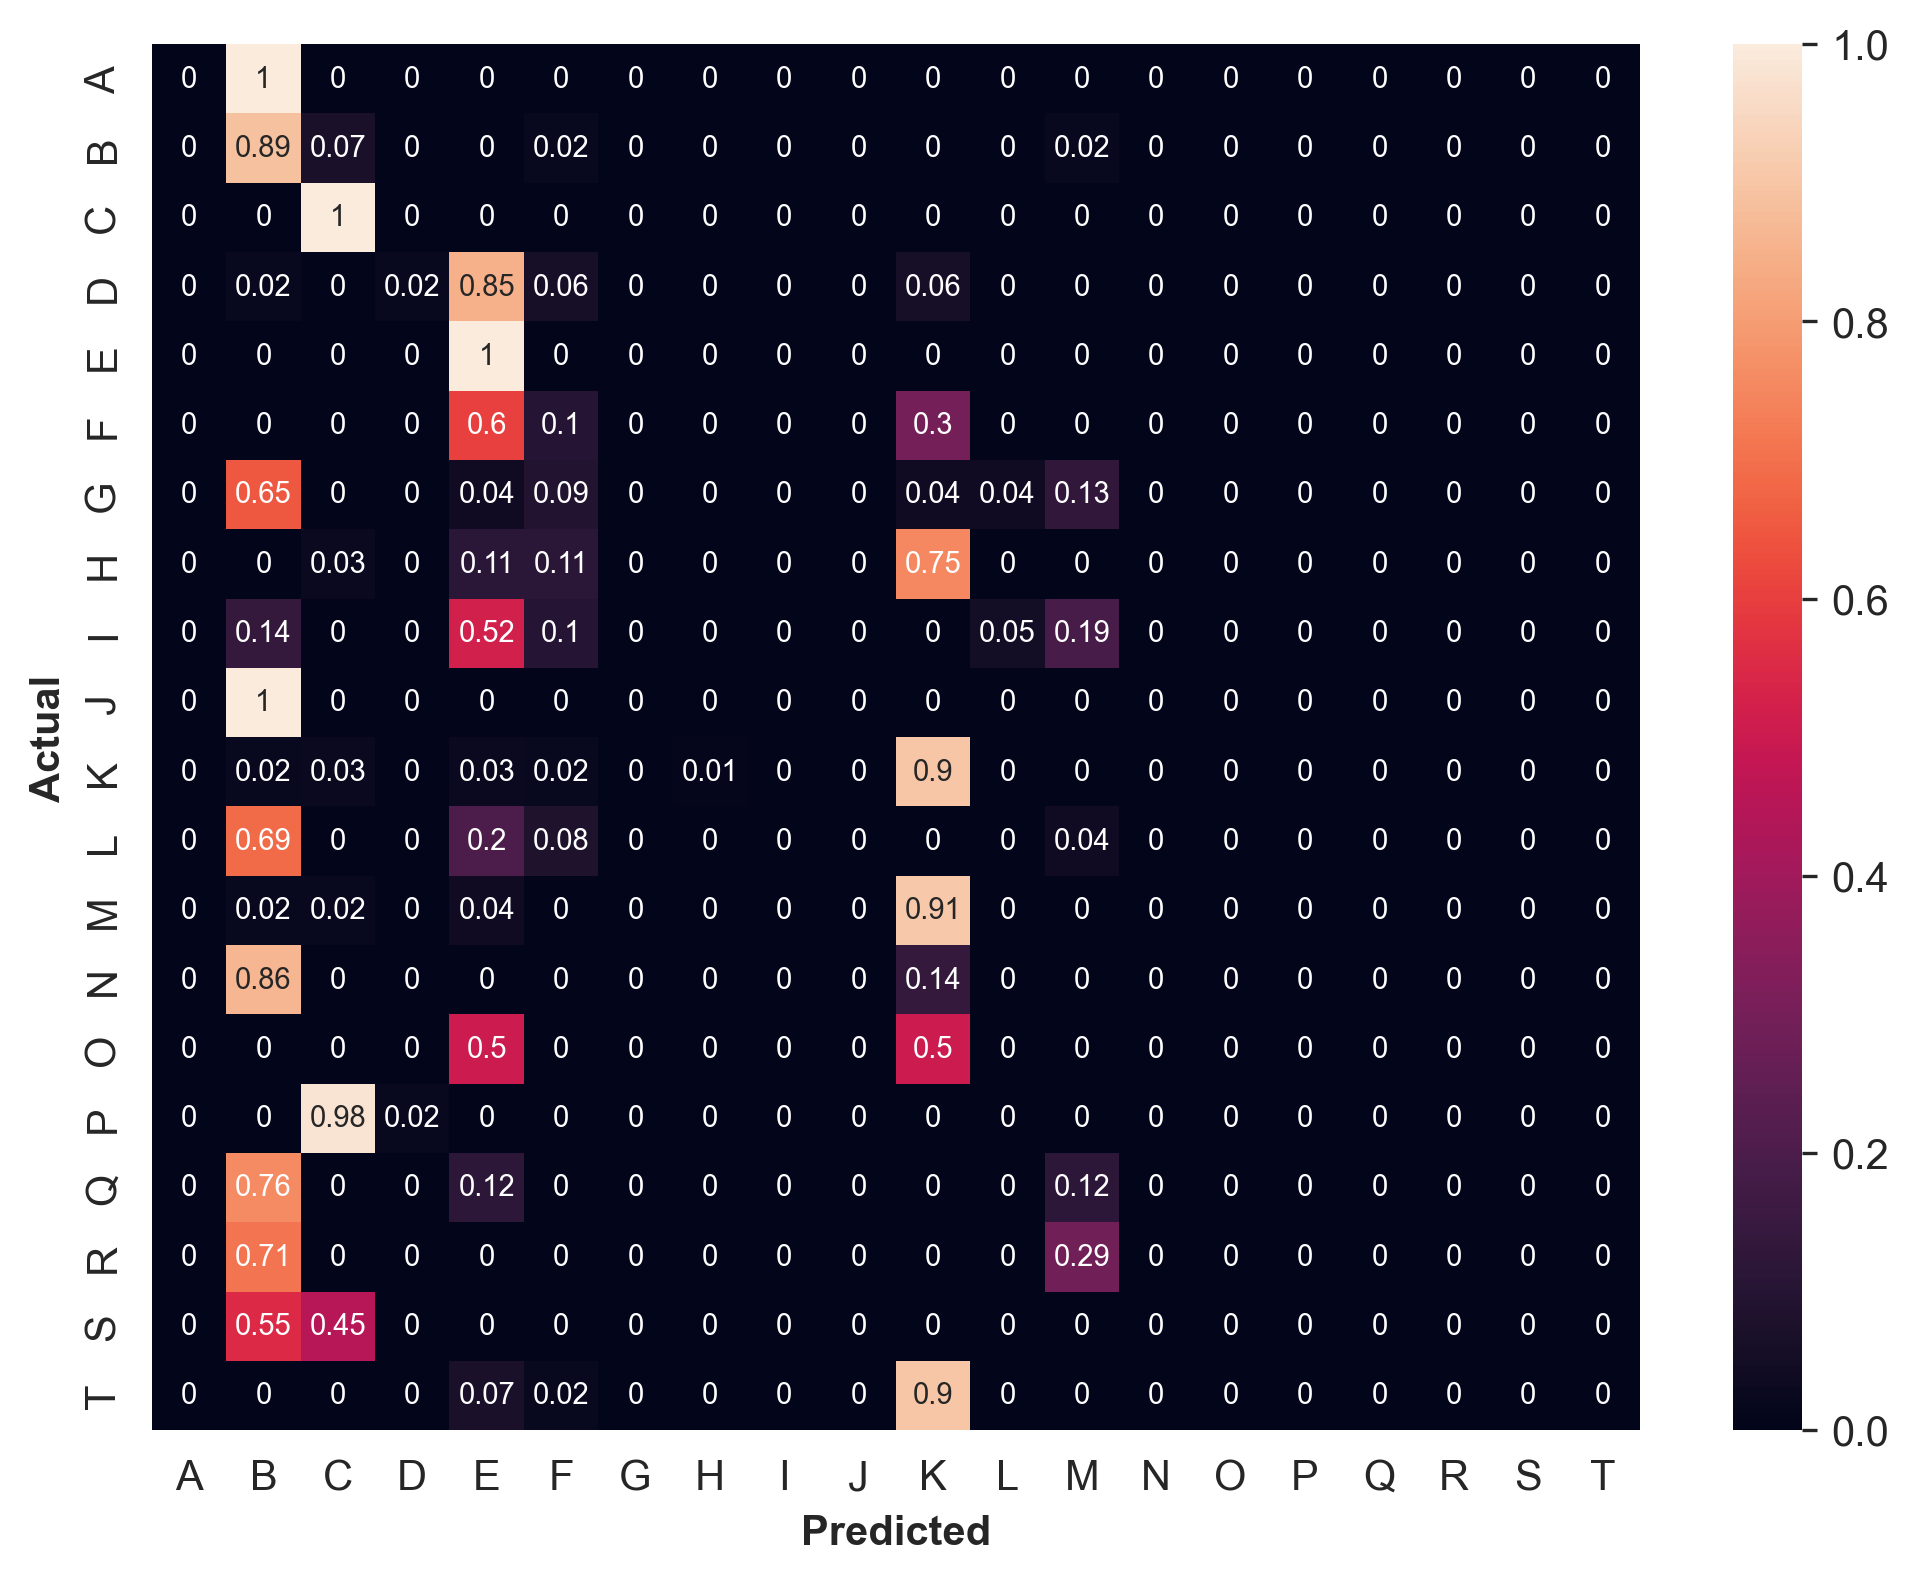 A 0 1 0 0 0 0 0 0 0 0 0 0 0 0 0 0 0 0 0 0
B 0 0.89 0.07 0 0 0.02 0 0 0 0 0 0 0.02 0 0 0 0 0 0 0
C 0 0 1 0 0 0 0 0 0 0 0 0 0 0 0 0 0 0 0 0
D 0 0.02 0 0.02 0.85 0.06 0 0 0 0 0.06 0 0 0 0 0 0 0 0 0
E 0 0 0 0 1 0 0 0 0 0 0 0 0 0 0 0 0 0 0 0
F 0 0 0 0 0.6 0.1 0 0 0 0 0.3 0 0 0 0 0 0 0 0 0
G 0 0.65 0 0 0.04 0.09 0 0 0 0 0.04 0.04 0.13 0 0 0 0 0 0 0
H 0 0 0.03 0 0.11 0.11 0 0 0 0 0.75 0 0 0 0 0 0 0 0 0
I 0 0.14 0 0 0.52 0.1 0 0 0 0 0 0.05 0.19 0 0 0 0 0 0 0
J 0 1 0 0 0 0 0 0 0 0 0 0 0 0 0 0 0 0 0 0
K 0 0.02 0.03 0 0.03 0.02 0 0.01 0 0 0.9 0 0 0 0 0 0 0 0 0
L 0 0.69 0 0 0.2 0.08 0 0 0 0 0 0 0.04 0 0 0 0 0 0 0
M 0 0.02 0.02 0 0.04 0 0 0 0 0 0.91 0 0 0 0 0 0 0 0 0
N 0 0.86 0 0 0 0 0 0 0 0 0.14 0 0 0 0 0 0 0 0 0
O 0 0 0 0 0.5 0 0 0 0 0 0.5 0 0 0 0 0 0 0 0 0
P 0 0 0.98 0.02 0 0 0 0 0 0 0 0 0 0 0 0 0 0 0 0
Q 0 0.76 0 0 0.12 0 0 0 0 0 0 0 0.12 0 0 0 0 0 0 0
R 0 0.71 0 0 0 0 0 0 0 0 0 0 0.29 0 0 0 0 0 0 0
S 0 0.55 0.45 0 0 0 0 0 0 0 0 0 0 0 0 0 0 0 0 0
T 0 0 0 0 0.07 0.02 0 0 0 0 0.9 0 0 0 0 0 0 0 0 0
A B C D E F G H I J K L M N O P Q R S T
Predicted
Actual
1.0
0.8
0.6
0.4
0.2
0.0